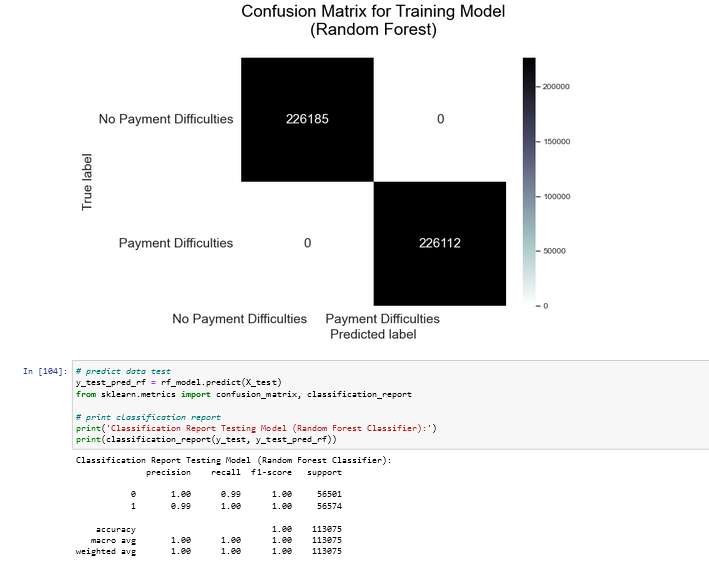 Confusion Matrix for Training Model
(Random Forest)
No Payment Difficulties
226185
0
200000
150000
100000
50000
0
True label
Payment Difficulties
0
226112
No Payment Difficulties Payment Difficulties
Predicted label
In [104]:
# predict data test
y_test_pred_rf = rf_model.predict(X_test)
from sklearn.metrics import confusion_matrix, classification_report
# print classification report
print('Classification Report Testing Model (Random Forest Classifier):')
print(classification_report(y_test, y_test_pred_rf))
Classification Report Testing Model (Random Forest Classifier):
precision recall f1-score support
0 1.00 0.99 1.00 56501
1 0.99 1.00 1.00 56574
accuracy 1.00 113075
macro avg 1.00 1.00 1.00 113075
weighted avg 1.00 1.00 1.00 113075